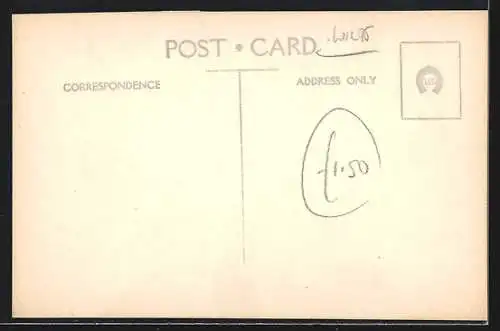 WILTS
POST • CARD
CORRESPONDENCE
ADDRESS ONLY
£1.50